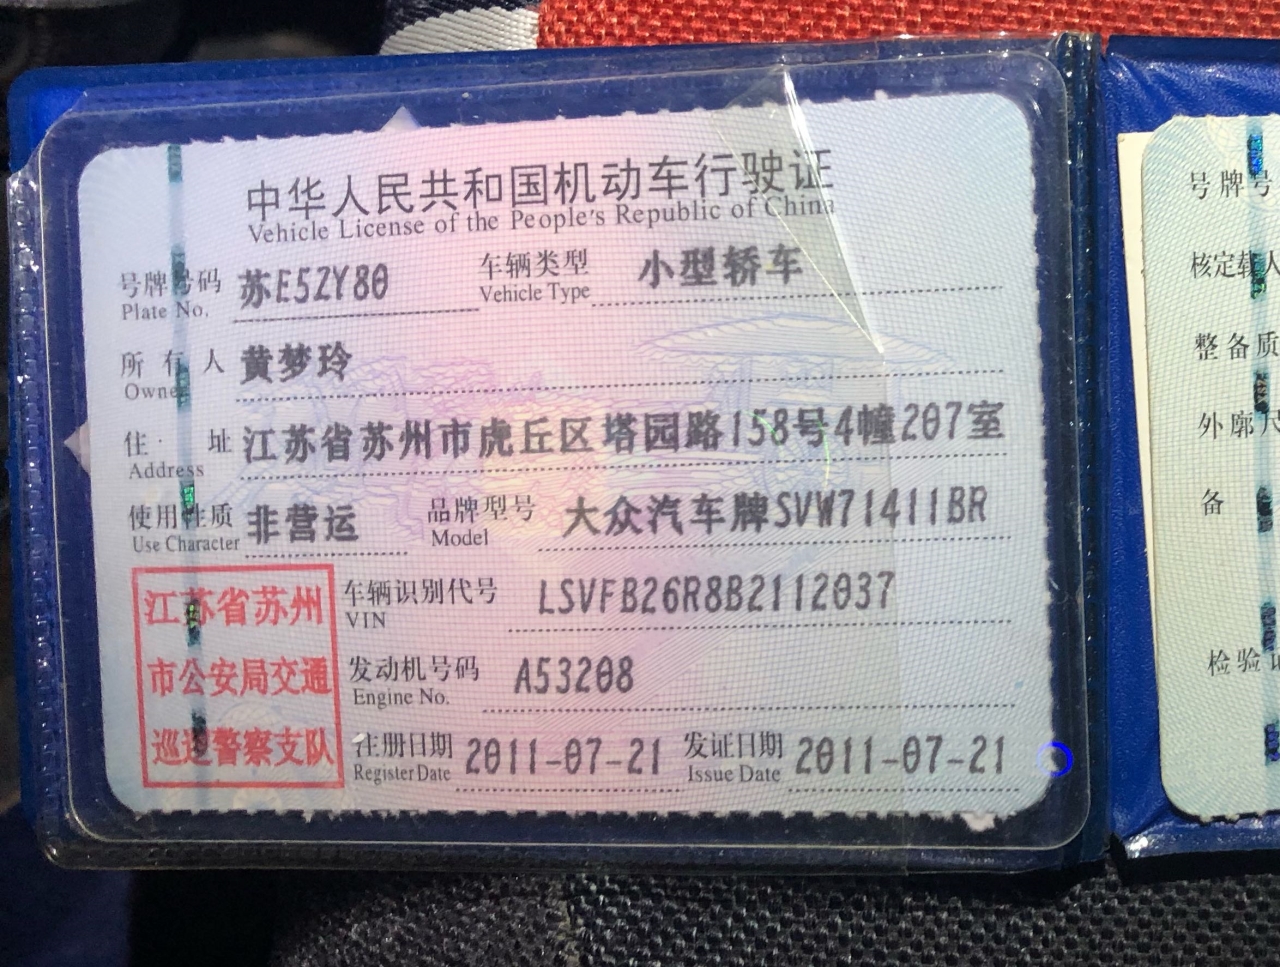 中华人民共和国机动车行驶证
Vehicle License of the People's Republic of China
号牌号码 苏E5ZY80 车辆类型 小型轿车
Plate No. Vehicle Type
所有人 黄梦玲
Owner
住址 江苏省苏州市虎丘区塔园路158号4幢207室
Address
使用性质 非营运 品牌型号 大众汽车牌SVW71411BR
Use Character Model
江苏省苏州
市公安局交通
巡逻警察支队
车辆识别代号 LSVFB26R8B2112037
VIN
发动机号码 A53208
Engine No.
注册日期 2011-07-21 发证日期 2011-07-21
Register Date Issue Date
号牌号
核定载人
整备质
外廓尺
备
检验记